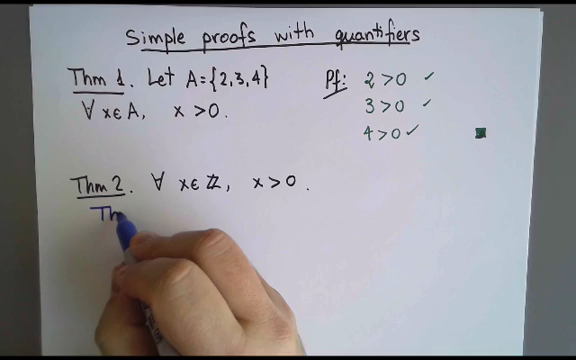 Simple proofs with quantifiers
Thm 1. Let A={2,3,4}
∀ x∈A, x >0.
Pf: 2 >0 ✓
3 >0 ✓
4 >0 ✓ ■
Thm 2. ∀ x∈ℤ, x >0.
Th